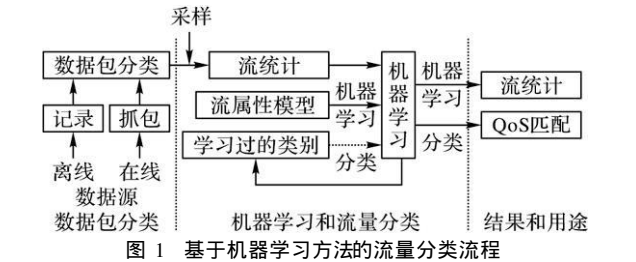 采样
数据包分类
流统计
机器学习
机器
学习
流统计
流属性模型
机器
学习
记录
抓包
QoS匹配
学习过的类别
分类
分类
离线
在线
数据源
数据包分类
机器学习和流量分类
结果和用途
图 1 基于机器学习方法的流量分类流程